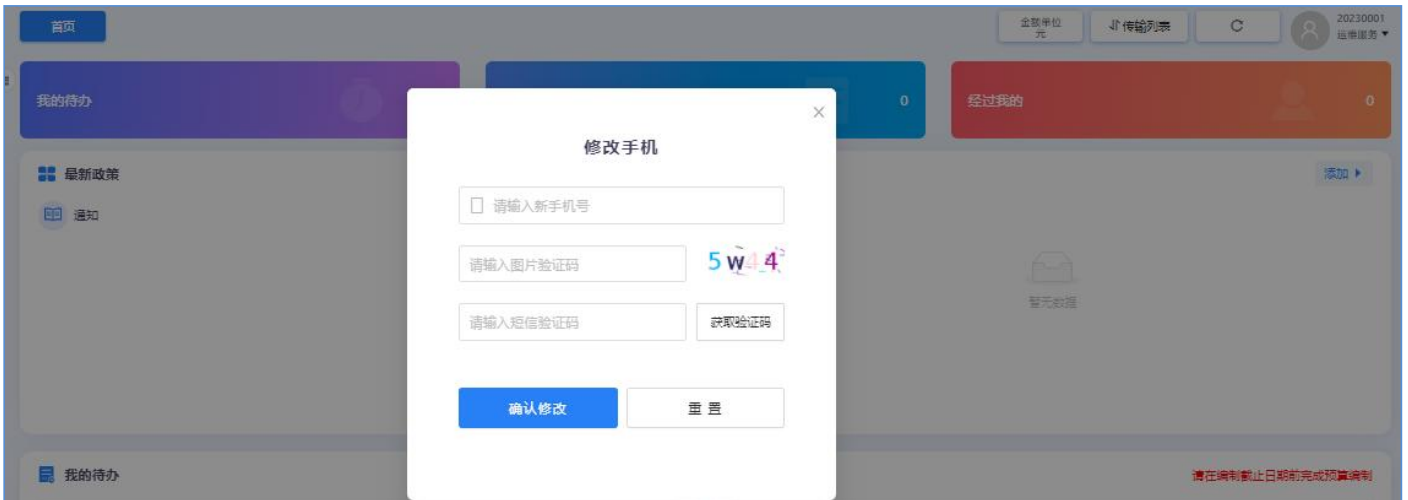 首页
金额单位
元
传输列表
20230001
运维服务
我的待办
0
经过我的
0
最新政策
添加
通知
暂无数据
修改手机
请输入新手机号
请输入图片验证码
5w44
请输入短信验证码
获取验证码
确认修改
重置
我的待办
请在编制截止日期前完成预算编制